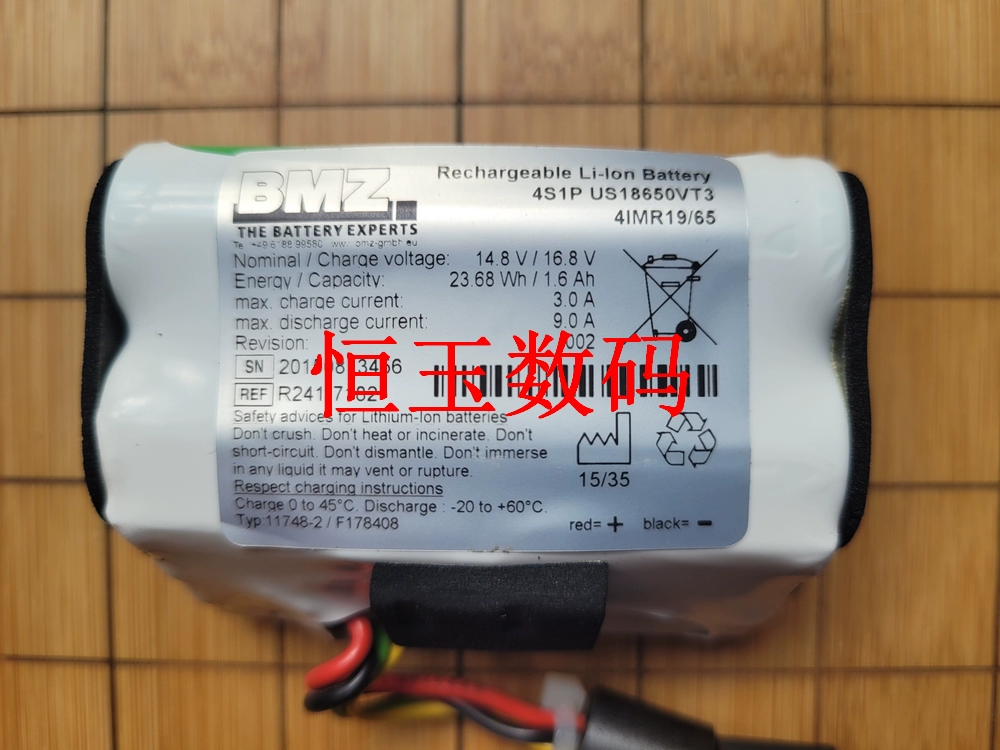 BMZ
THE BATTERY EXPERTS
Rechargeable Li-Ion Battery
4S1P US18650VT3
4IMR19/65
Nominal / Charge voltage: 14.8 V / 16.8 V
Energy / Capacity: 23.68 Wh / 1.6 Ah
max. charge current: 3.0 A
max. discharge current: 9.0 A
Revision: 002
SN
REF
恒玉数码
Safety advices for Lithium-Ion batteries
Don't crush. Don't heat or incinerate. Don't
short-circuit. Don't dismantle. Don't immerse
in any liquid it may vent or rupture.
Respect charging instructions
Charge 0 to 45°C. Discharge : -20 to +60°C.
Typ:11748-2 / F178408
15/35
red= + black= -